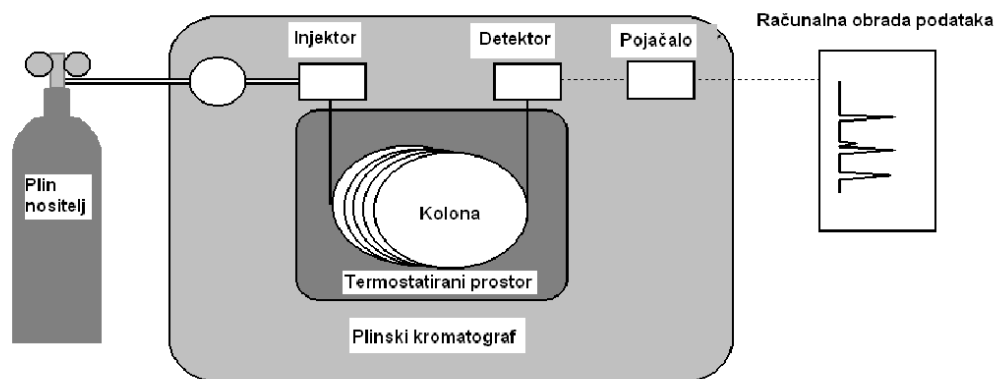 Računalna obrada podataka
Injektor
Detektor
Pojačalo
Plin
nositelj
Kolona
Termostatirani prostor
Plinski kromatograf